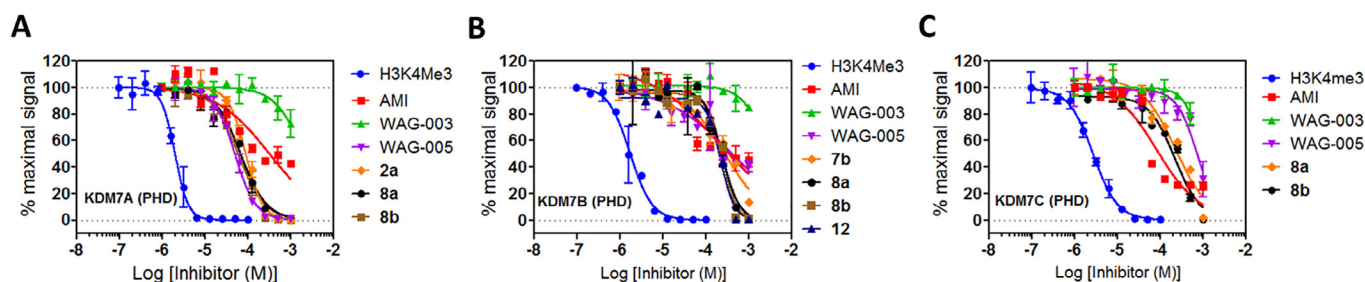 A
% maximal signal
120
100
80
60
40
20
0
KDM7A (PHD)
-7 -6 -5 -4 -3 -2
-8
Log [Inhibitor (M)]
H3K4Me3
AMI
WAG-003
WAG-005
2a
8a
8b
B
% maximal signal
120
100
80
60
40
20
0
KDM7B (PHD)
-8 -7 -6 -5 -4 -3 -2
Log [Inhibitor (M)]
H3K4Me3
AMI
WAG-003
WAG-005
7b
8a
8b
12
C
% maximal signal
120
100
80
60
40
20
0
KDM7C (PHD)
-8 -7 -6 -5 -4 -3 -2
Log [Inhibitor (M)]
H3K4me3
AMI
WAG-003
WAG-005
8a
8b